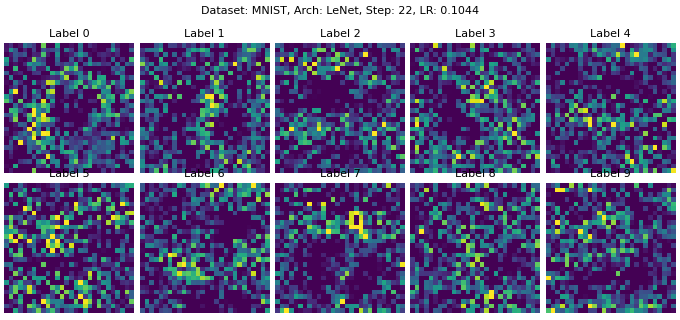 Dataset: MNIST, Arch: LeNet, Step: 22, LR: 0.1044
Label 0 Label 1 Label 2 Label 3 Label 4
Label 5 Label 6 Label 7 Label 8 Label 9